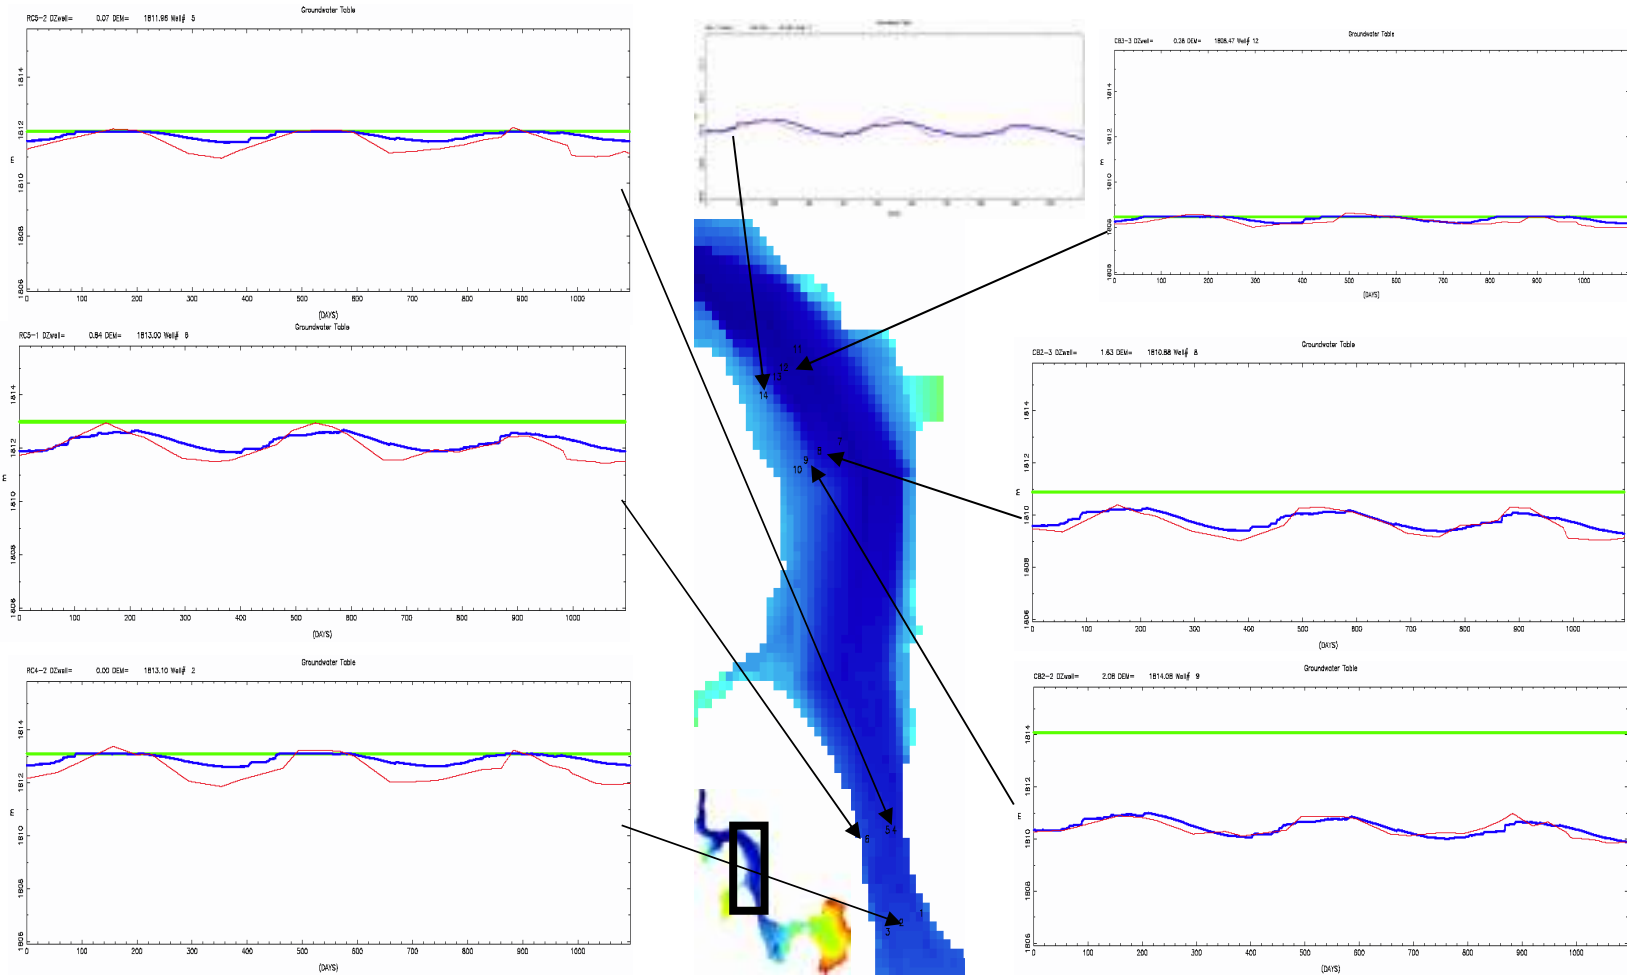 Groundwater Table
RC5-2 DZwell= 0.07 DEM= 1811.96 Well# 5
1814
1812
1810
1808
1806
m
0 100 200 300 400 500 600 700 800 900 1000
(DAYS)
Groundwater Table
RC5-1 DZwell= 0.64 DEM= 1813.00 Well# 6
1814
1812
1810
1808
1806
m
0 100 200 300 400 500 600 700 800 900 1000
(DAYS)
Groundwater Table
RC4-2 DZwell= 0.00 DEM= 1813.10 Well# 2
1814
1812
1810
1808
1806
m
0 100 200 300 400 500 600 700 800 900 1000
(DAYS)
11
12
13
14
7
8
9
10
5 4
6
1
2
3
Groundwater Table
CB3-3 DZwell= 0.26 DEM= 1808.47 Well# 12
1814
1812
1810
1808
1806
m
0 100 200 300 400 500 600 700 800 900 1000
(DAYS)
Groundwater Table
CB2-3 DZwell= 1.63 DEM= 1810.88 Well# 8
1814
1812
1810
1808
1806
m
0 100 200 300 400 500 600 700 800 900 1000
(DAYS)
Groundwater Table
CB2-2 DZwell= 2.08 DEM= 1814.08 Well# 9
1814
1812
1810
1808
1806
m
0 100 200 300 400 500 600 700 800 900 1000
(DAYS)